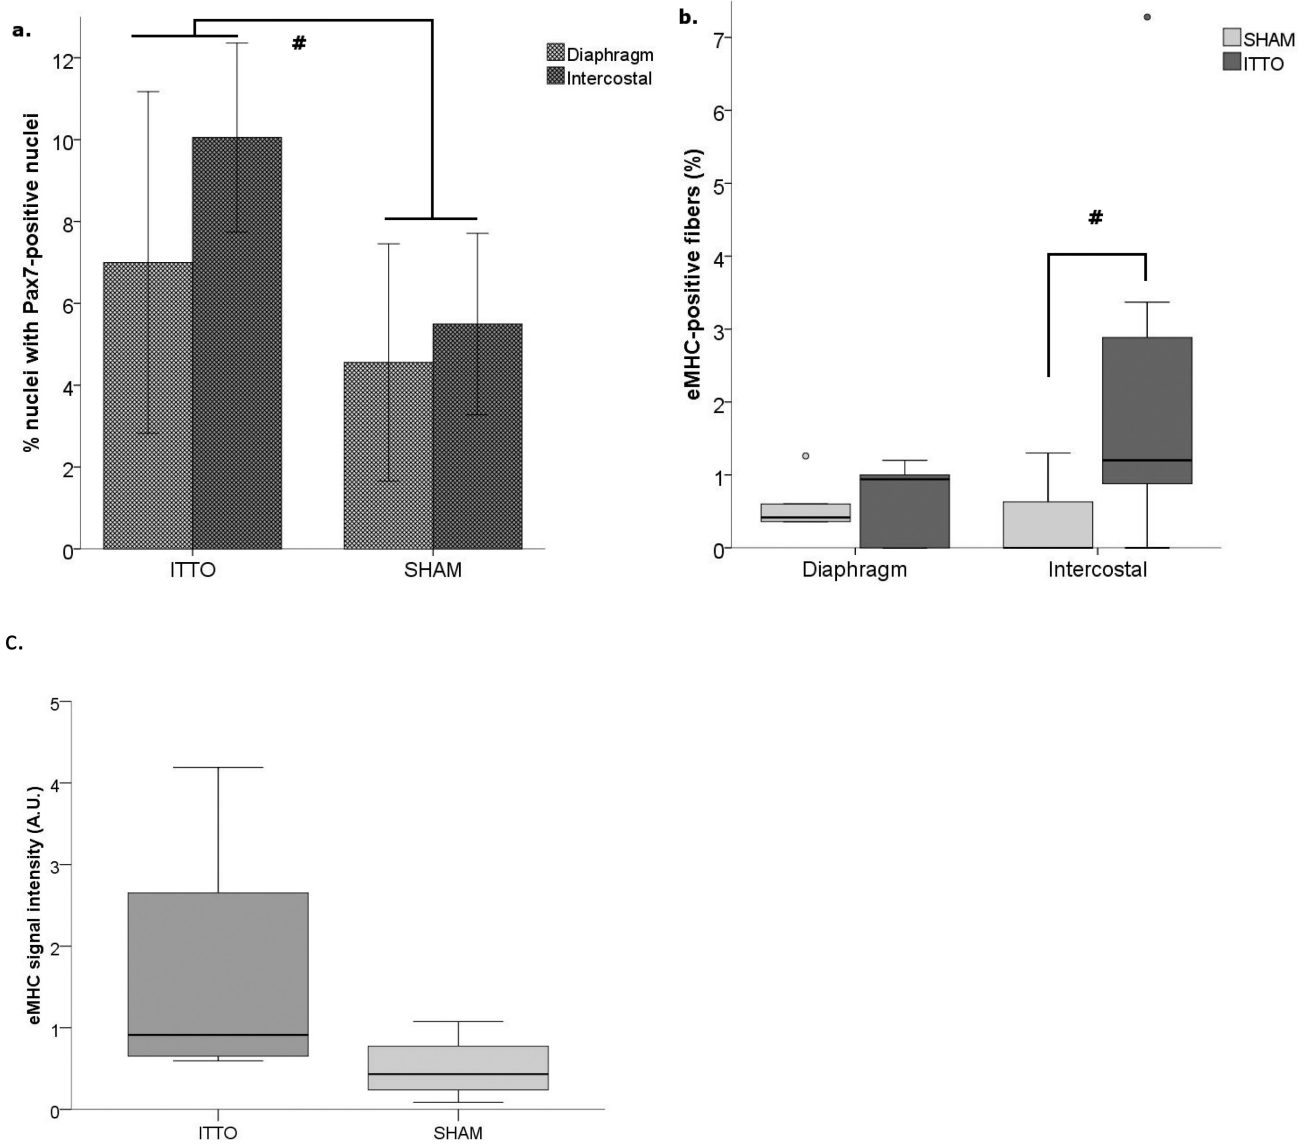 a.
% nuclei with Pax7-positive nuclei
12
10
8
6
4
2
0
#
Diaphragm
Intercostal
ITTO
SHAM
b.
eMHC-positive fibers (%)
7
6
5
4
3
2
1
0
#
SHAM
ITTO
Diaphragm
Intercostal
c.
eMHC signal intensity (A.U.)
5
4
3
2
1
0
ITTO
SHAM